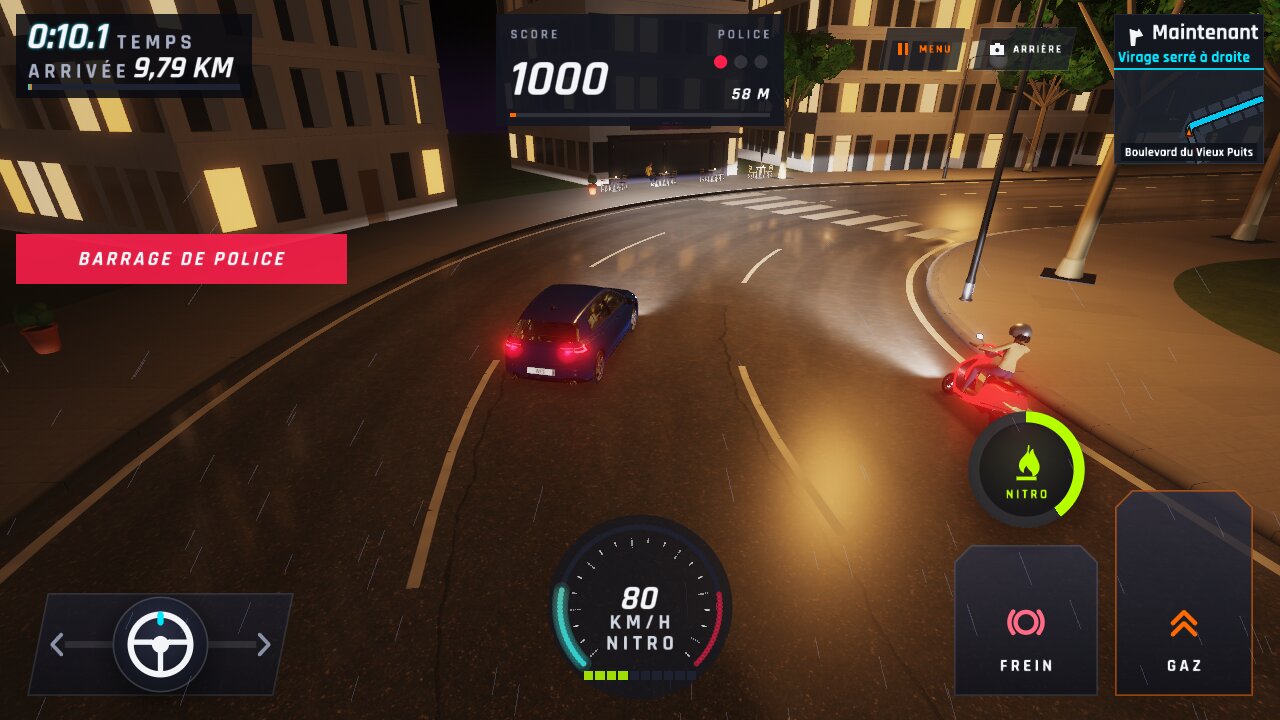 0:10.1 TEMPS
ARRIVÉE 9,79 KM
SCORE
POLICE
1000
58 M
MENU
ARRIÈRE
Maintenant
Virage serré à droite
Boulevard du Vieux Puits
BARRAGE DE POLICE
NITRO
80
KM/H
NITRO
FREIN
GAZ